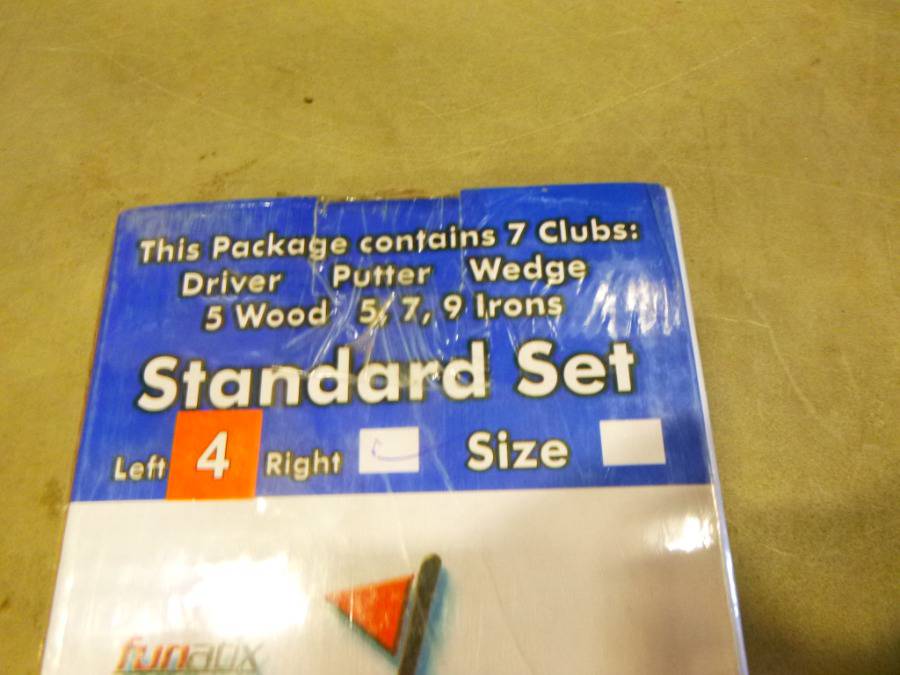 This Package contains 7 Clubs:
Driver Putter Wedge
5 Wood 5, 7, 9 Irons
Standard Set
Left 4 Right Size
funatix